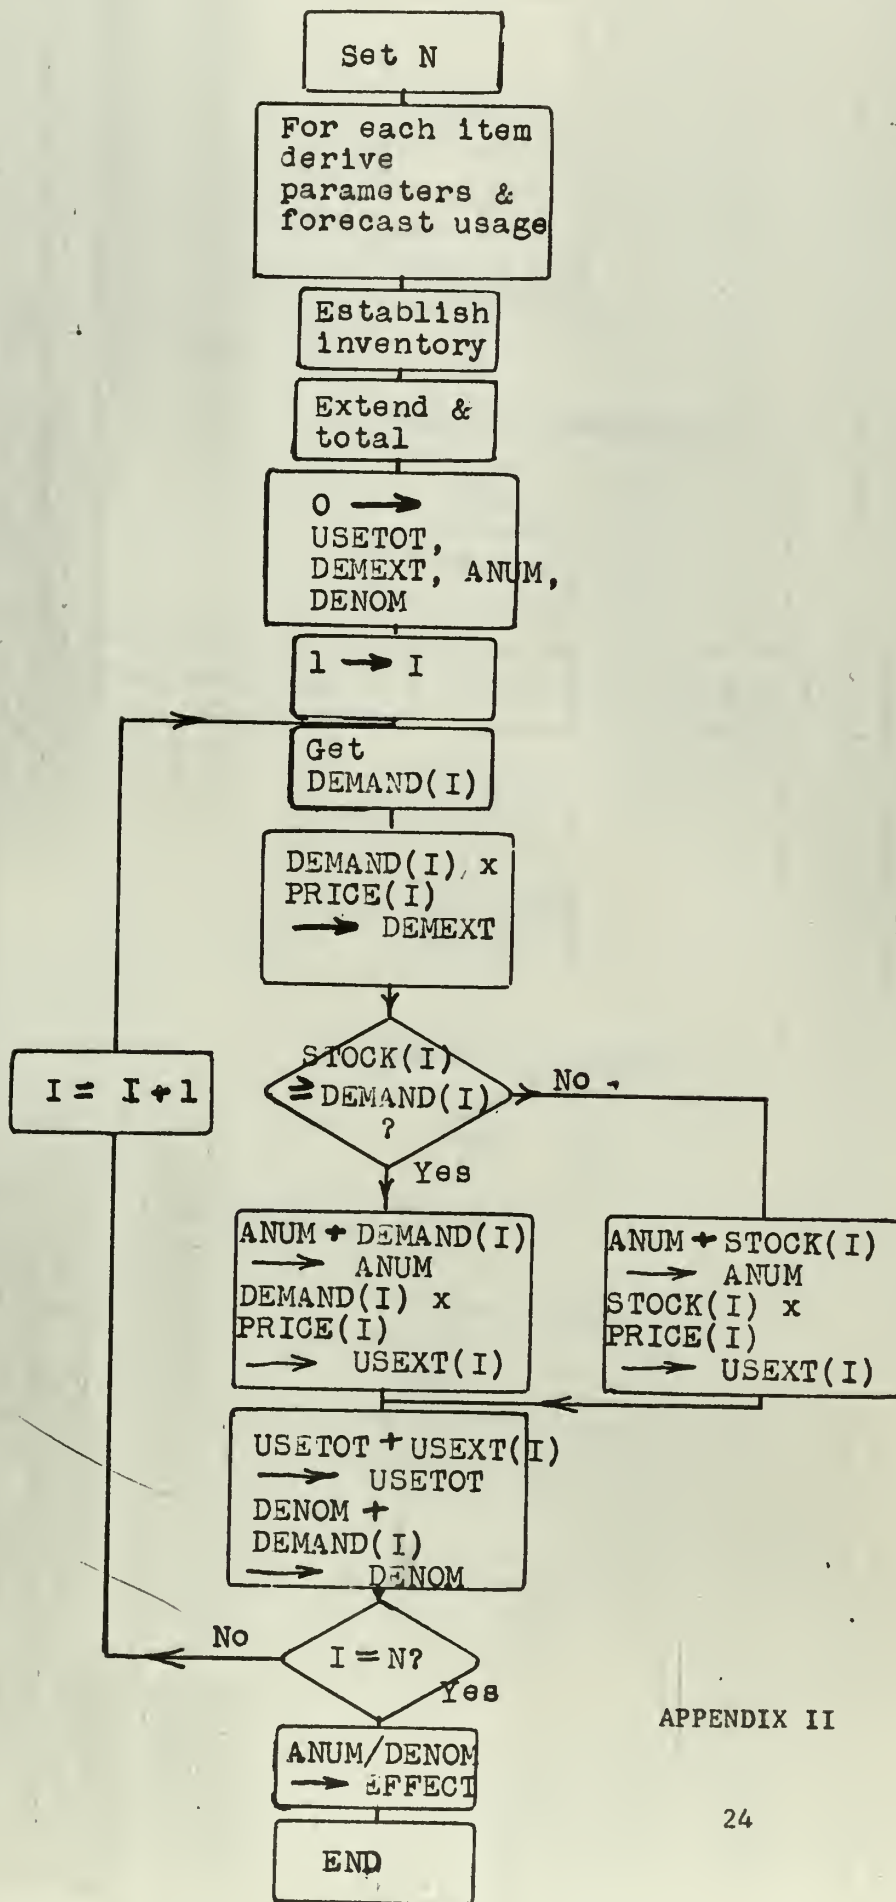 Set N
For each item
derive
parameters &
forecast usage
Establish
inventory
Extend &
total
0 →
USETOT,
DEMEXT, ANUM,
DENOM
1 → I
Get
DEMAND(I)
DEMAND(I) x
PRICE(I)
→ DEMEXT
STOCK(I)
≥ DEMAND(I)
?
No
Yes
I = I + 1
ANUM + DEMAND(I)
→ ANUM
DEMAND(I) x
PRICE(I)
→ USEXT(I)
ANUM + STOCK(I)
→ ANUM
STOCK(I) x
PRICE(I)
→ USEXT(I)
USETOT + USEXT(I)
→ USETOT
DENOM +
DEMAND(I)
→ DENOM
No
I = N?
Yes
ANUM/DENOM
→ EFFECT
END
APPENDIX II
24